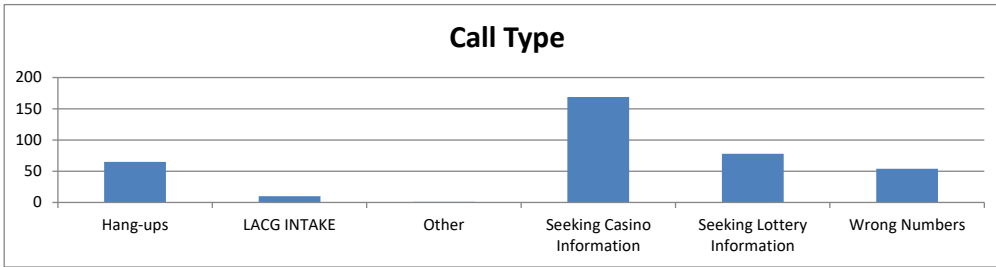 Call Type
200
150
100
50
0
Hang-ups
LACG INTAKE
Other
Seeking Casino
Information
Seeking Lottery
Information
Wrong Numbers